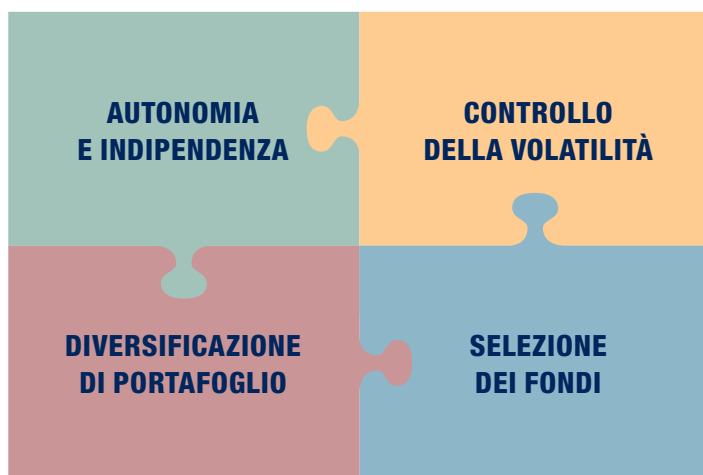 AUTONOMIA
E INDIPENDENZA
CONTROLLO
DELLA VOLATILITÀ
DIVERSIFICAZIONE
DI PORTAFOGLIO
SELEZIONE
DEI FONDI